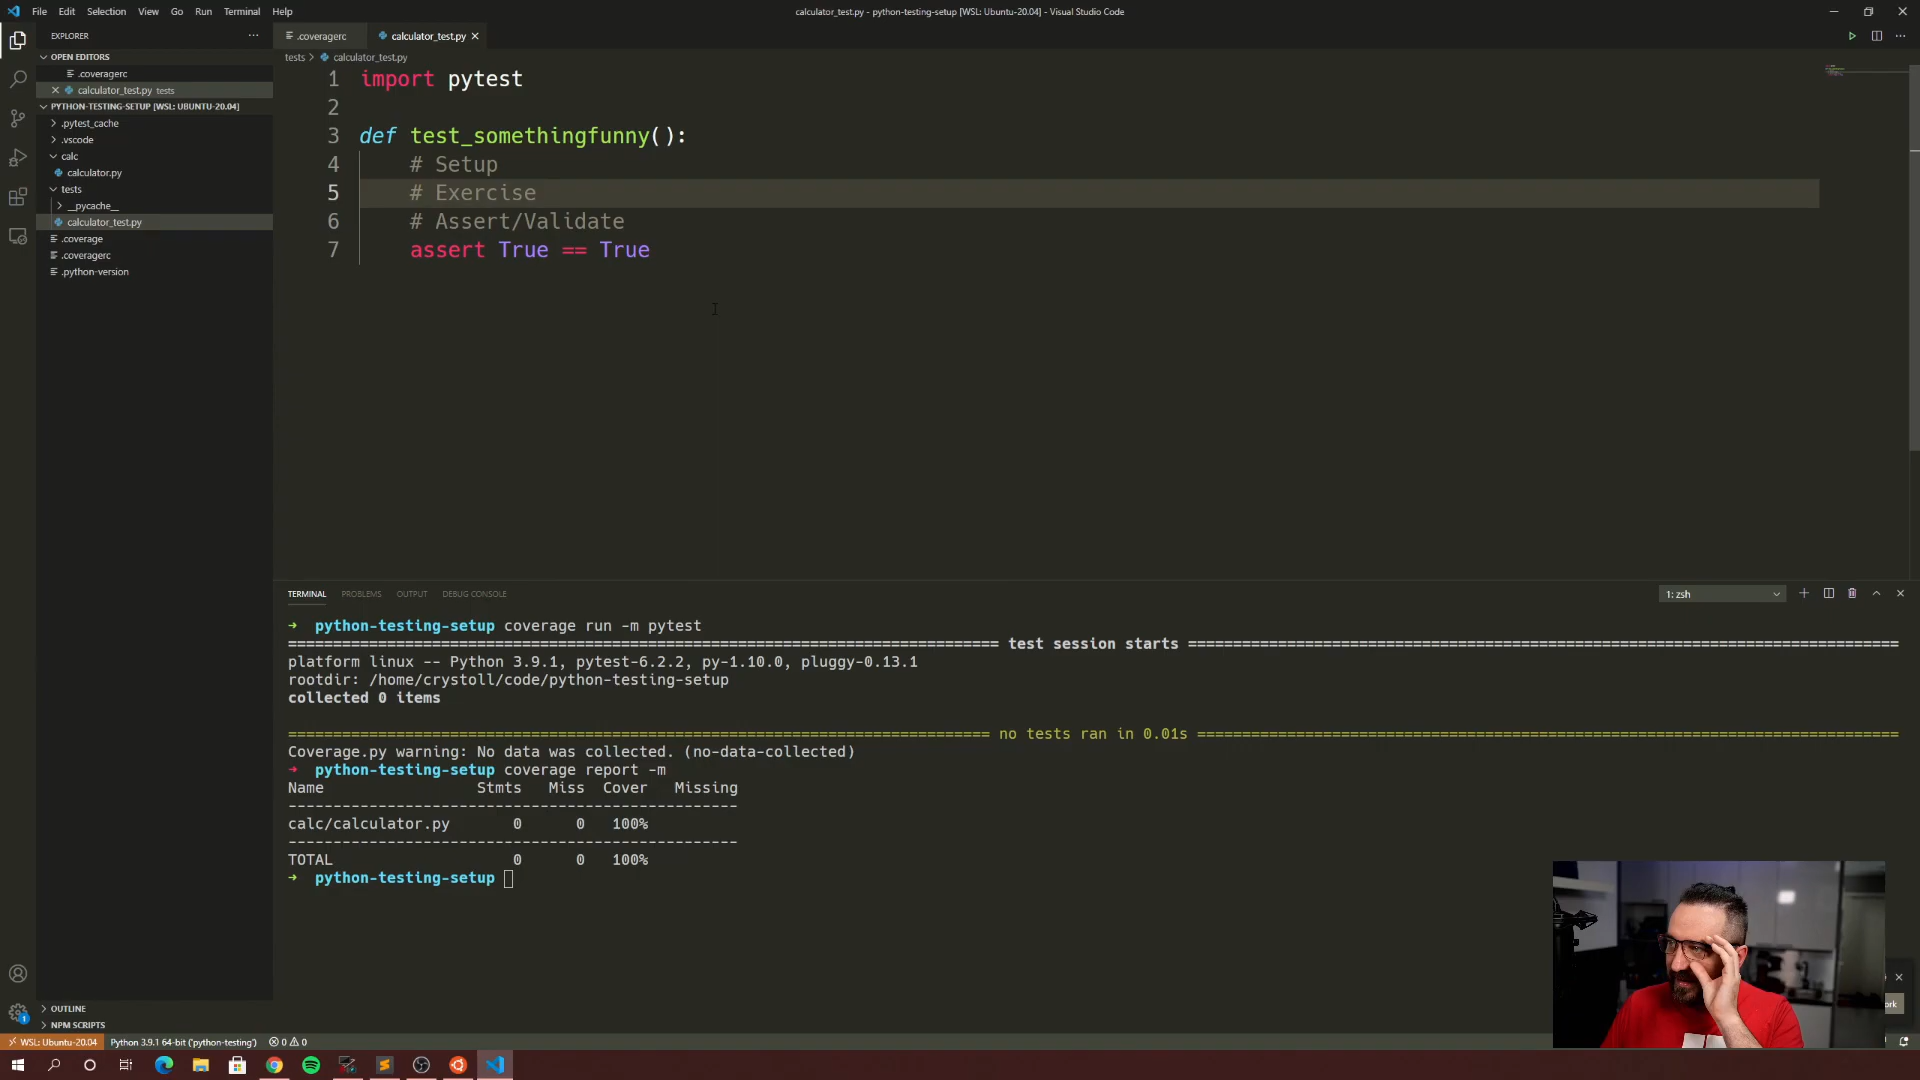 File Edit Selection View Go Run Terminal Help
calculator_test.py - python-testing-setup [WSL: Ubuntu-20.04] - Visual Studio Code
EXPLORER
OPEN EDITORS
.coveragerc
calculator_test.py tests
PYTHON-TESTING-SETUP [WSL: UBUNTU-20.04]
.pytest_cache
.vscode
calc
calculator.py
tests
__pycache__
calculator_test.py
.coverage
.coveragerc
.python-version
OUTLINE
NPM SCRIPTS
.coveragerc
calculator_test.py
tests > calculator_test.py
1 import pytest
2
3 def test_somethingfunny():
4 # Setup
5 # Exercise
6 # Assert/Validate
7 assert True == True
TERMINAL PROBLEMS OUTPUT DEBUG CONSOLE
1: zsh
➜ python-testing-setup coverage run -m pytest
=============================================================================== test session starts ===============================================================================
platform linux -- Python 3.9.1, pytest-6.2.2, py-1.10.0, pluggy-0.13.1
rootdir: /home/crystoll/code/python-testing-setup
collected 0 items
============================================================================== no tests ran in 0.01s ==============================================================================
Coverage.py warning: No data was collected. (no-data-collected)
➜ python-testing-setup coverage report -m
Name Stmts Miss Cover Missing
--------------------------------------------------
calc/calculator.py 0 0 100%
--------------------------------------------------
TOTAL 0 0 100%
➜ python-testing-setup
1
WSL: Ubuntu-20.04 Python 3.9.1 64-bit ('python-testing') 0 0